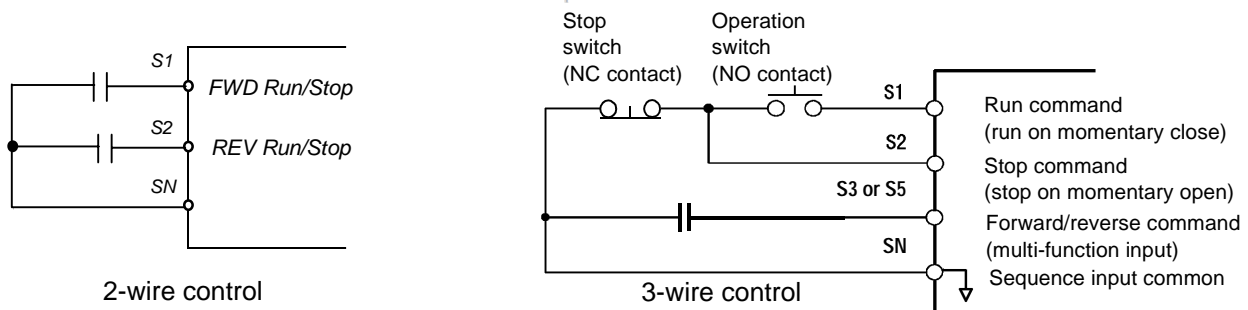 S1
FWD Run/Stop
S2
REV Run/Stop
SN
2-wire control
Stop
switch
(NC contact)
Operation
switch
(NO contact)
S1
Run command
(run on momentary close)
S2
Stop command
(stop on momentary open)
S3 or S5
Forward/reverse command
(multi-function input)
SN
Sequence input common
3-wire control